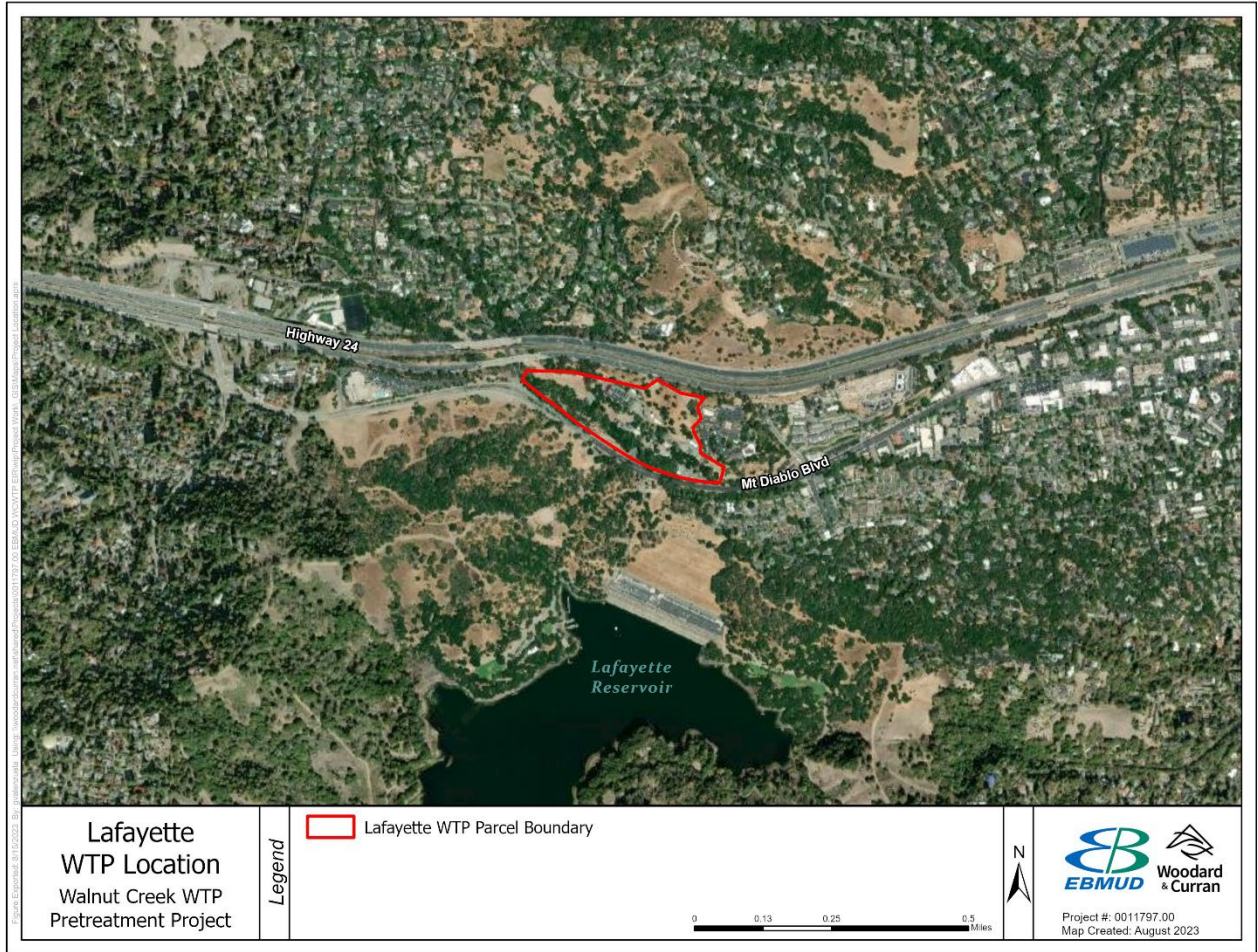 Highway 24
Mt Diablo Blvd
Lafayette
Reservoir
Lafayette
WTP Location
Walnut Creek WTP
Pretreatment Project
Legend
Lafayette WTP Parcel Boundary
0 0.13 0.25 0.5
Miles
N
EBMUD
Woodard
& Curran
Project #: 0011797.00
Map Created: August 2023